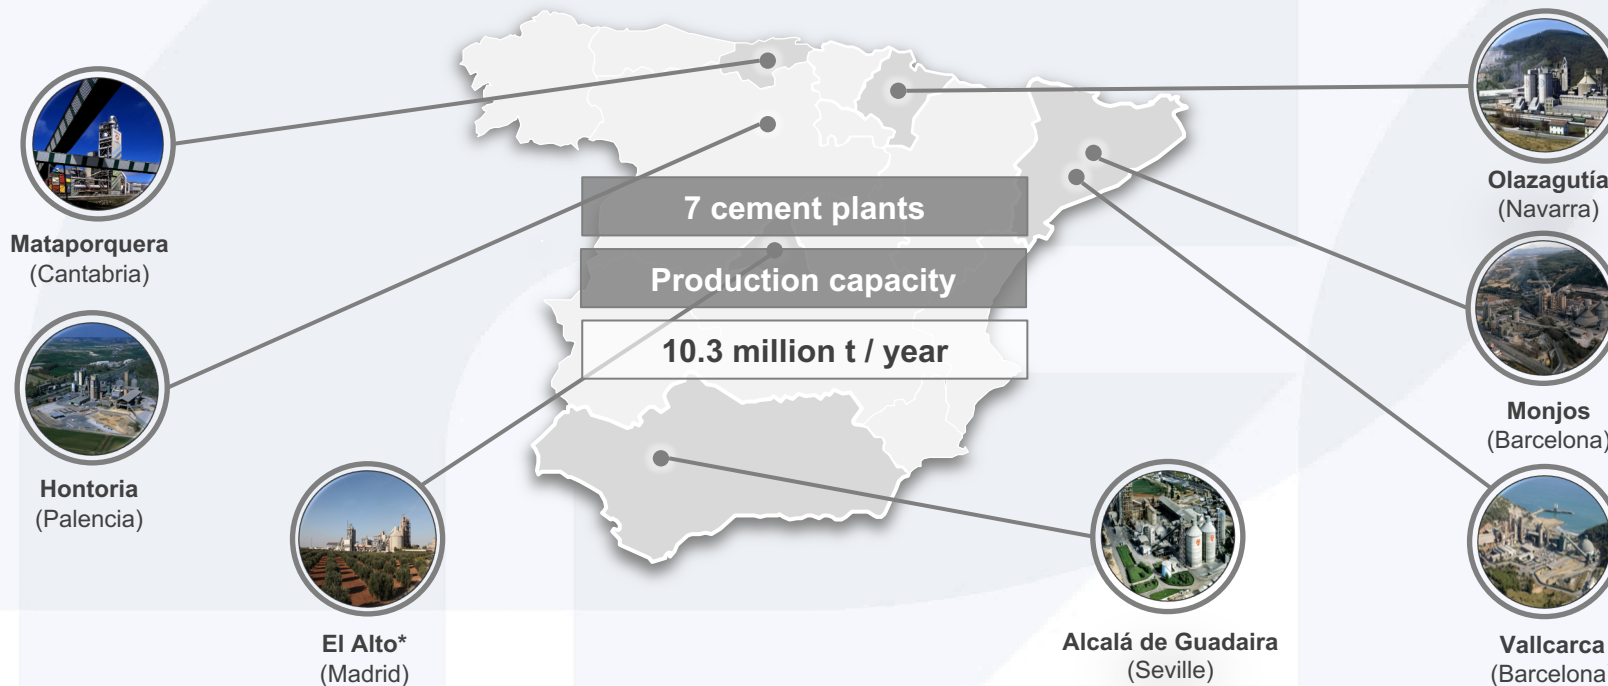 7 cement plants
Production capacity
10.3 million t / year
Mataporquera
(Cantabria)
Hontoria
(Palencia)
El Alto*
(Madrid)
Alcalá de Guadaira
(Seville)
Olazagutía
(Navarra)
Monjos
(Barcelona)
Vallcarca
(Barcelona